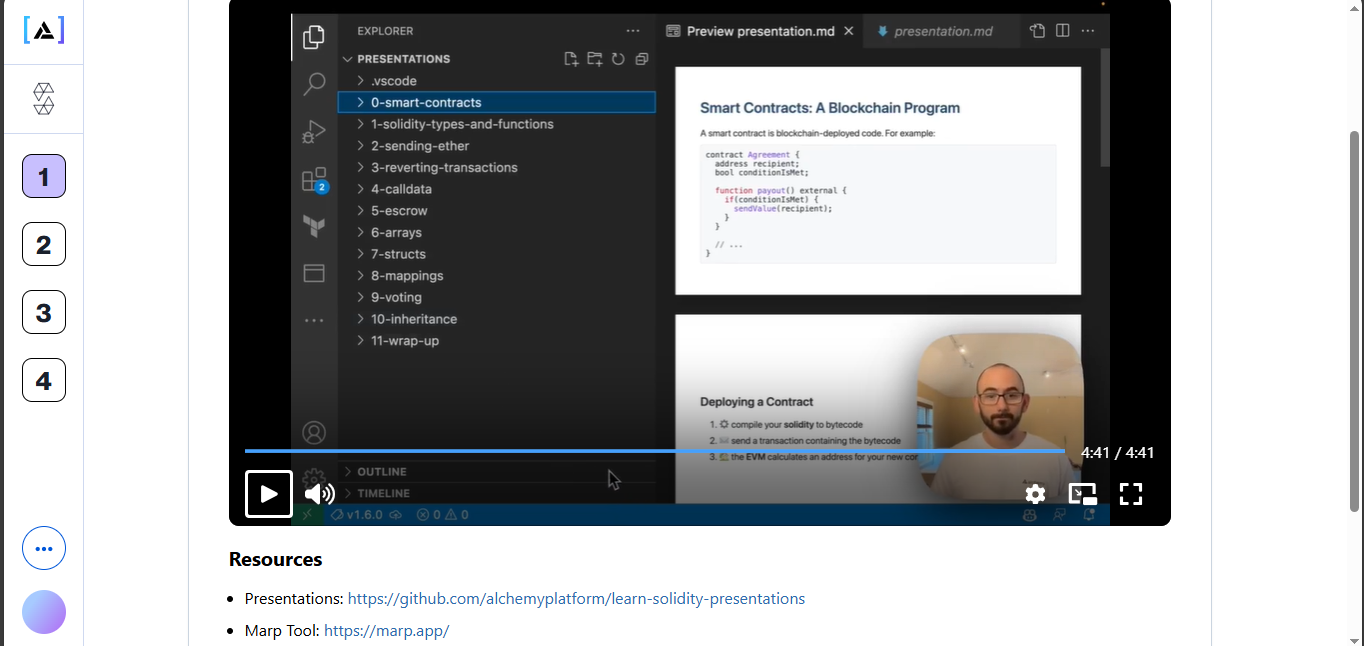 1
2
3
4
EXPLORER
PRESENTATIONS
.vscode
0-smart-contracts
1-solidity-types-and-functions
2-sending-ether
3-reverting-transactions
4-calldata
5-escrow
6-arrays
7-structs
8-mappings
9-voting
10-inheritance
11-wrap-up
OUTLINE
TIMELINE
2
v1.6.0 0 0
Preview presentation.md
presentation.md
Smart Contracts: A Blockchain Program
A smart contract is blockchain-deployed code. For example:
contract Agreement {
address recipient;
bool conditionIsMet;
function payout() external {
if(conditionIsMet) {
sendValue(recipient);
}
}
// ...
}
Deploying a Contract
1. compile your solidity to bytecode
2. send a transaction containing the bytecode
3. the EVM calculates an address for your new con
4:41 / 4:41
Resources
• Presentations: https://github.com/alchemyplatform/learn-solidity-presentations
• Marp Tool: https://marp.app/